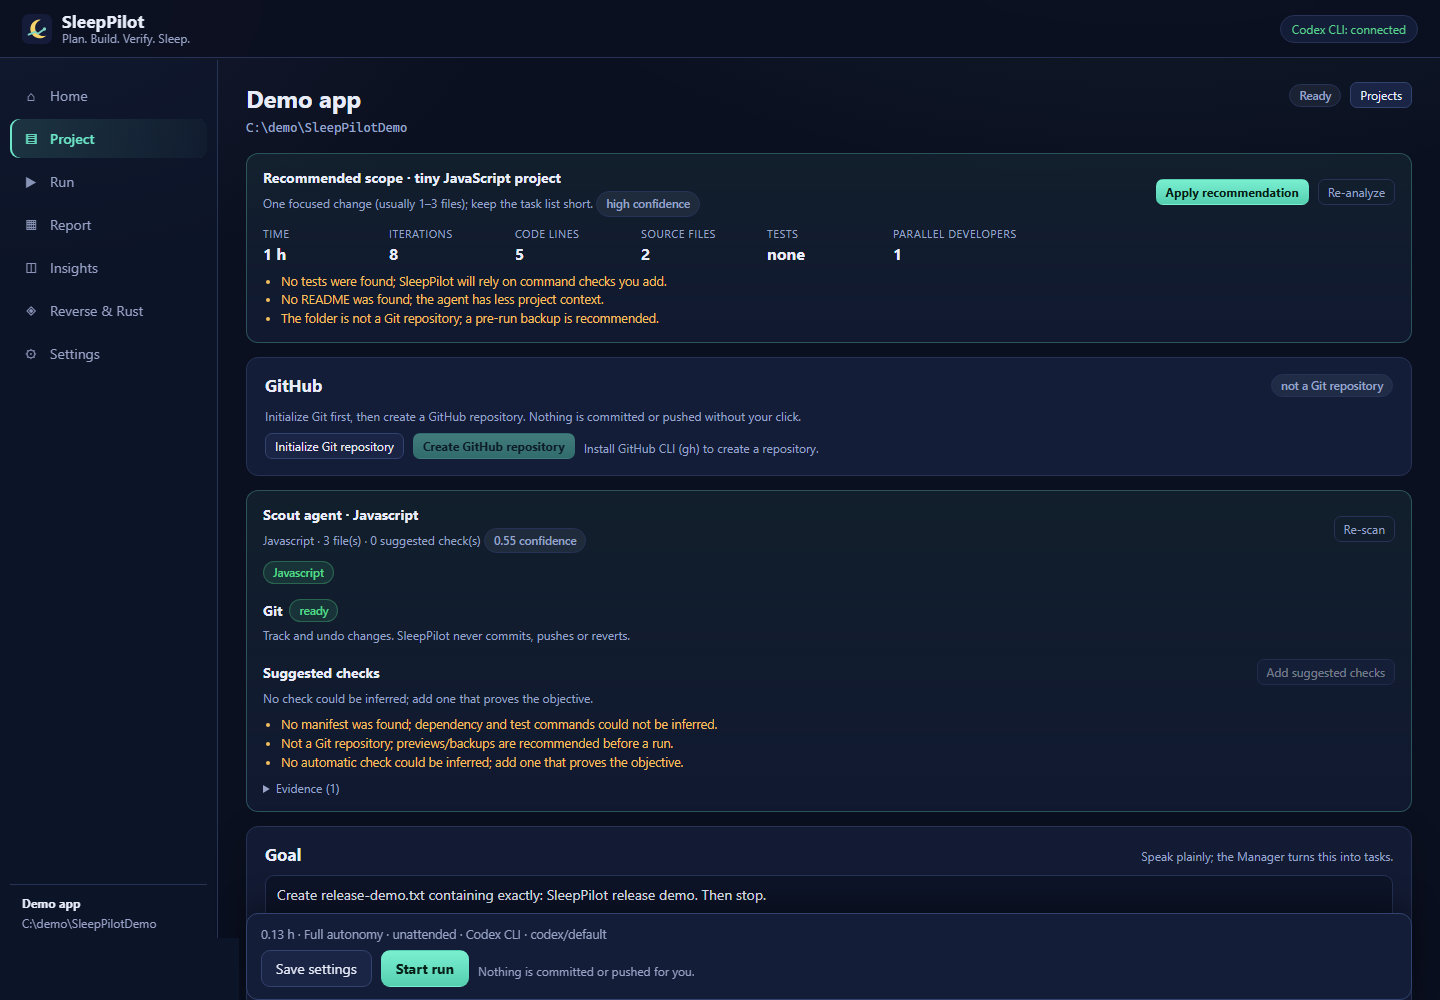 SleepPilot
Plan. Build. Verify. Sleep.
Codex CLI: connected
Home
Project
Run
Report
Insights
Reverse & Rust
Settings
Demo app
C:\demo\SleepPilotDemo
Demo app
C:\demo\SleepPilotDemo
Ready
Projects
Recommended scope · tiny JavaScript project
One focused change (usually 1–3 files); keep the task list short. high confidence
Apply recommendation
Re-analyze
TIME ITERATIONS CODE LINES SOURCE FILES TESTS PARALLEL DEVELOPERS
1 h 8 5 2 none 1
• No tests were found; SleepPilot will rely on command checks you add.
• No README was found; the agent has less project context.
• The folder is not a Git repository; a pre-run backup is recommended.
GitHub
not a Git repository
Initialize Git first, then create a GitHub repository. Nothing is committed or pushed without your click.
Initialize Git repository Create GitHub repository Install GitHub CLI (gh) to create a repository.
Scout agent · Javascript
Javascript · 3 file(s) · 0 suggested check(s) 0.55 confidence
Re-scan
Javascript
Git ready
Track and undo changes. SleepPilot never commits, pushes or reverts.
Suggested checks
Add suggested checks
No check could be inferred; add one that proves the objective.
• No manifest was found; dependency and test commands could not be inferred.
• Not a Git repository; previews/backups are recommended before a run.
• No automatic check could be inferred; add one that proves the objective.
Evidence (1)
Goal
Speak plainly; the Manager turns this into tasks.
Create release-demo.txt containing exactly: SleepPilot release demo. Then stop.
0.13 h · Full autonomy · unattended · Codex CLI · codex/default
Save settings Start run Nothing is committed or pushed for you.